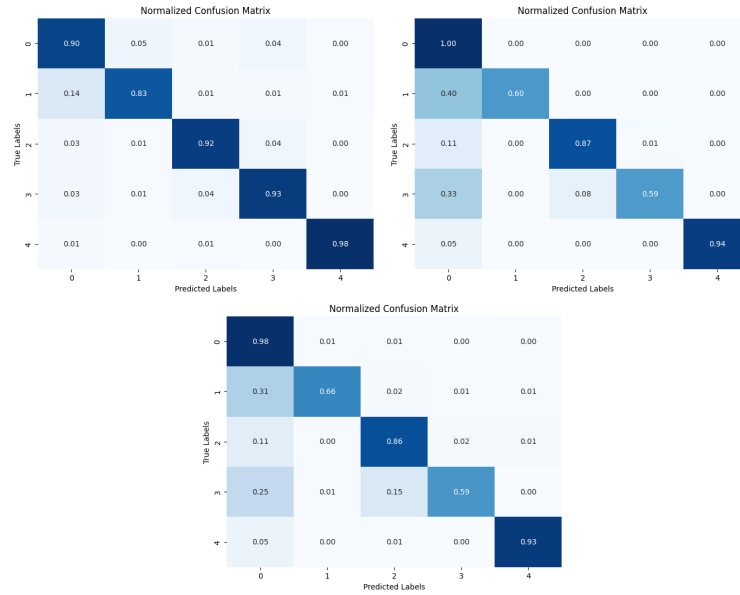 Normalized Confusion Matrix
0 0.90 0.05 0.01 0.04 0.00
1 0.14 0.83 0.01 0.01 0.01
2 0.03 0.01 0.92 0.04 0.00
3 0.03 0.01 0.04 0.93 0.00
4 0.01 0.00 0.01 0.00 0.98
0 1 2 3 4
True Labels
Predicted Labels
Normalized Confusion Matrix
0 1.00 0.00 0.00 0.00 0.00
1 0.40 0.60 0.00 0.00 0.00
2 0.11 0.00 0.87 0.01 0.00
3 0.33 0.00 0.08 0.59 0.00
4 0.05 0.00 0.00 0.00 0.94
0 1 2 3 4
True Labels
Predicted Labels
Normalized Confusion Matrix
0 0.98 0.01 0.01 0.00 0.00
1 0.31 0.66 0.02 0.01 0.01
2 0.11 0.00 0.86 0.02 0.01
3 0.25 0.01 0.15 0.59 0.00
4 0.05 0.00 0.01 0.00 0.93
0 1 2 3 4
True Labels
Predicted Labels